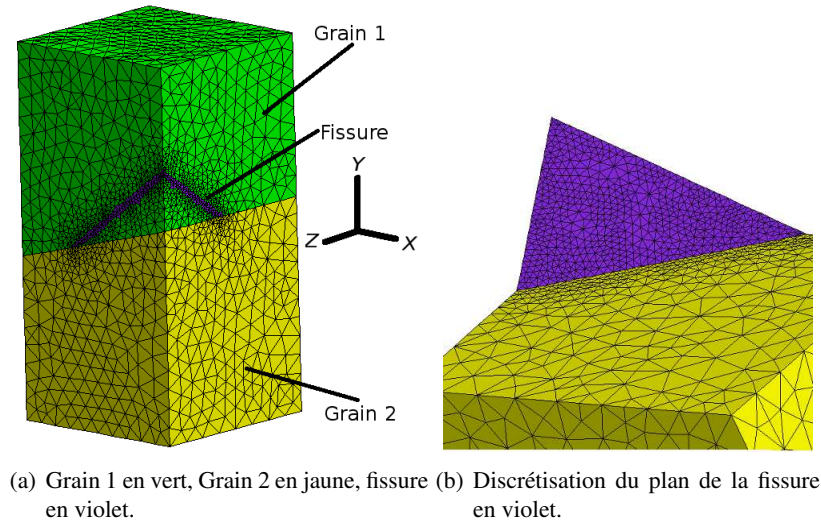 Grain 1
Fissure
Y
Z
X
Grain 2
(a) Grain 1 en vert, Grain 2 en jaune, fissure
en violet.
(b) Discrétisation du plan de la fissure
en violet.